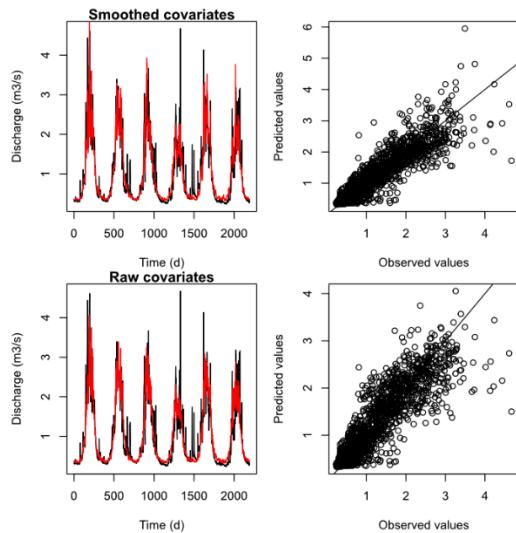 Smoothed covariates
Discharge (m3/s)
4
3
2
1
0 500 1000 1500 2000
Time (d)
Predicted values
6
5
4
3
2
1
1 2 3 4
Observed values
Raw covariates
Discharge (m3/s)
4
3
2
1
0 500 1000 1500 2000
Time (d)
Predicted values
4
3
2
1
1 2 3 4
Observed values